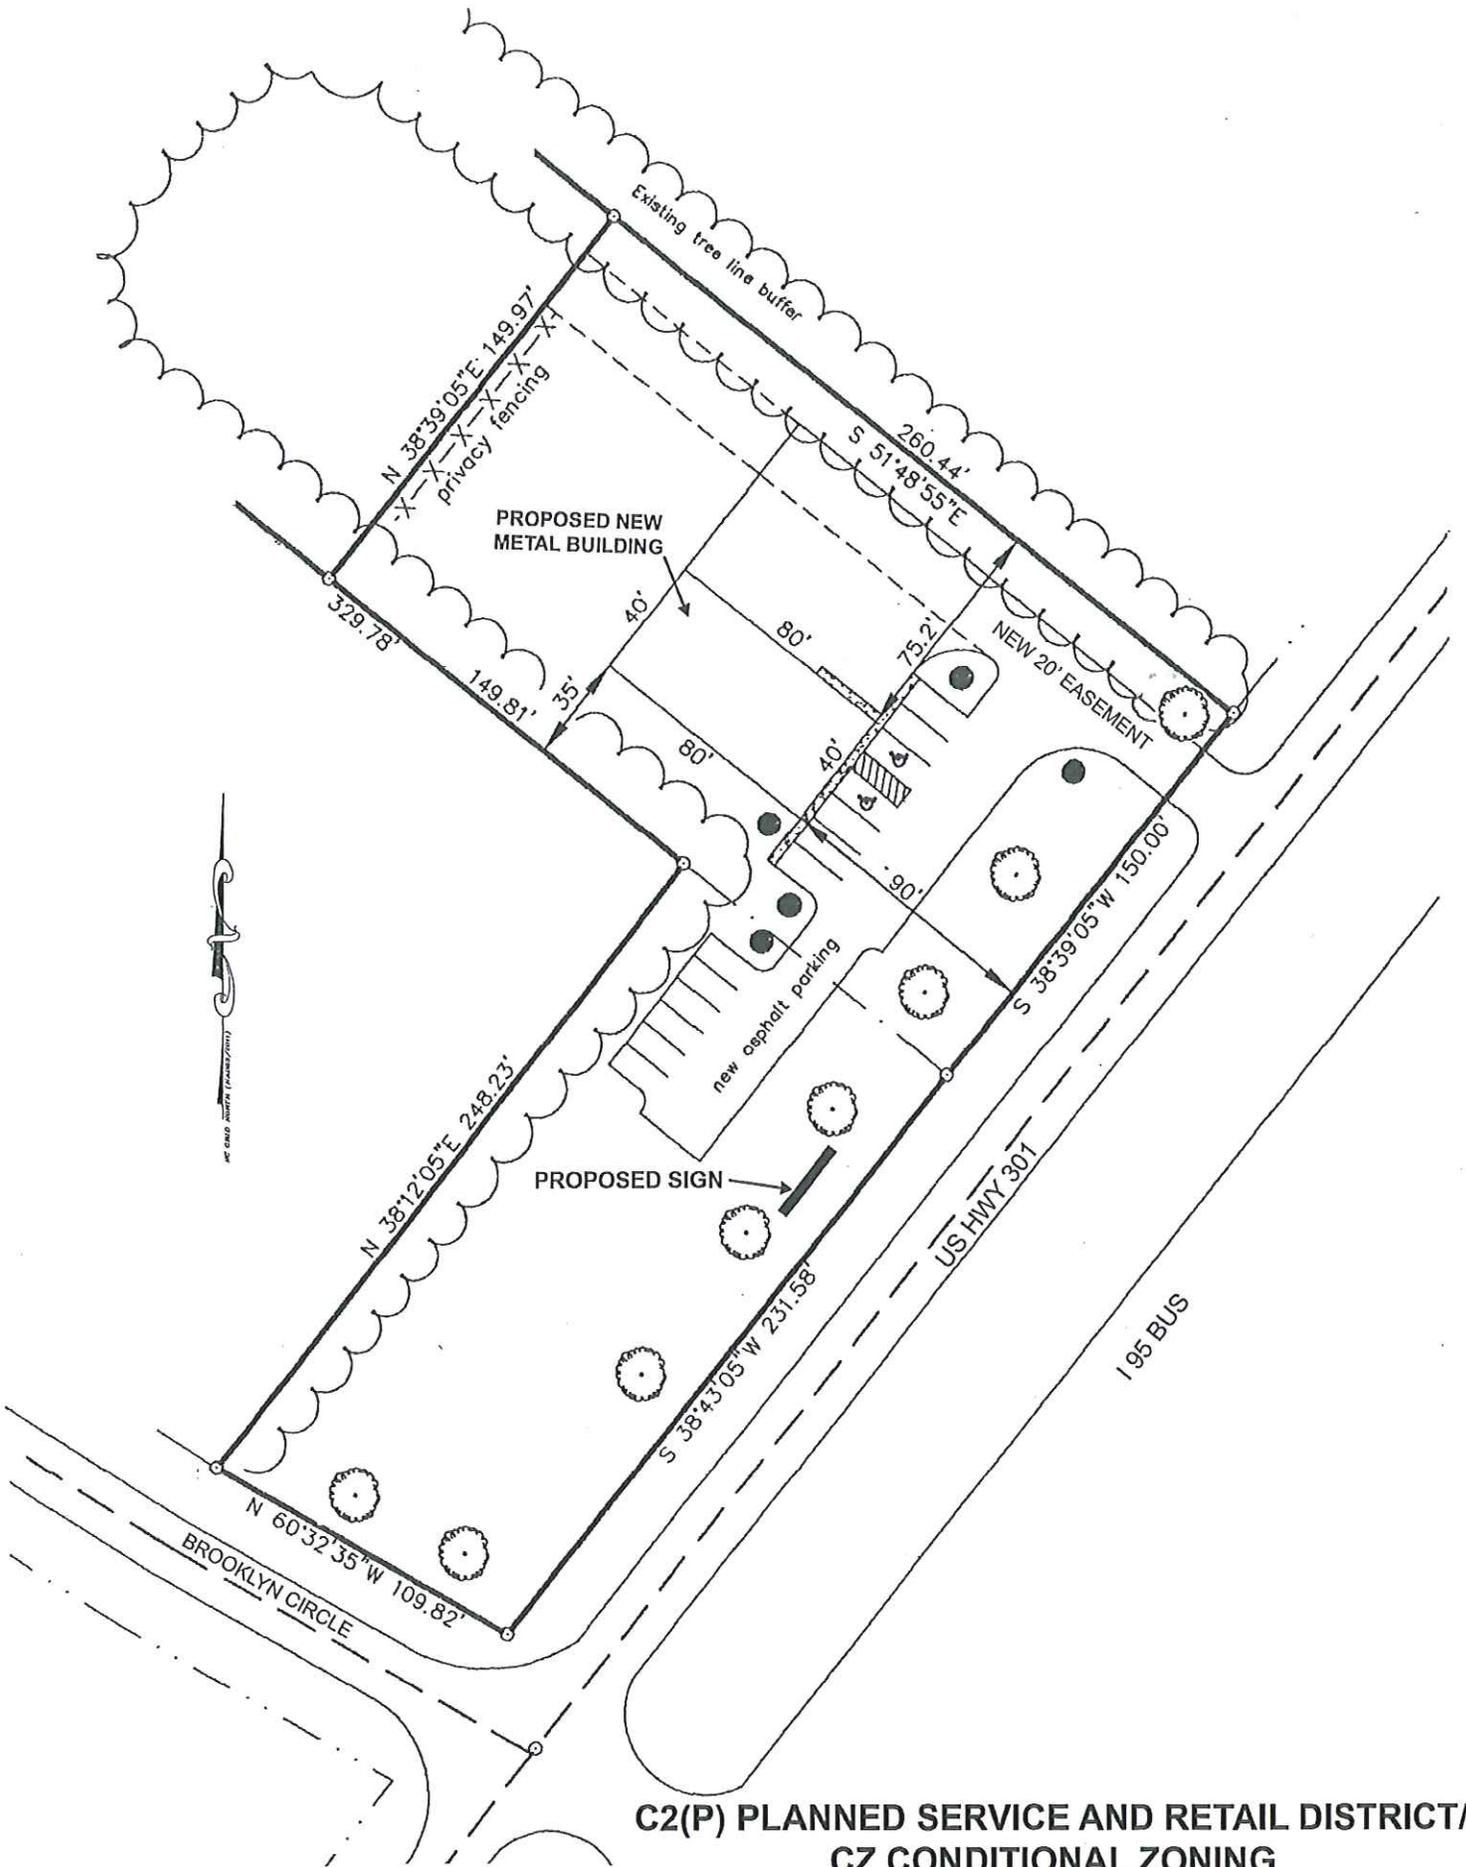 Existing tree line buffer
N 38°39'05"E 149.97'
privacy fencing
260.44'
S 51°48'55"E
PROPOSED NEW
METAL BUILDING
40'
80'
75.2'
NEW 20' EASEMENT
329.78'
149.81'
35'
80'
40'
90'
S 38°39'05"W 150.00'
new asphalt parking
N 38°12'05"E 248.23'
PROPOSED SIGN
US HWY 301
S 38°43'05"W 231.58'
I 95 BUS
N 60°32'35"W 109.82'
BROOKLYN CIRCLE
C2(P) PLANNED SERVICE AND RETAIL DISTRICT/
CZ CONDITIONAL ZONING